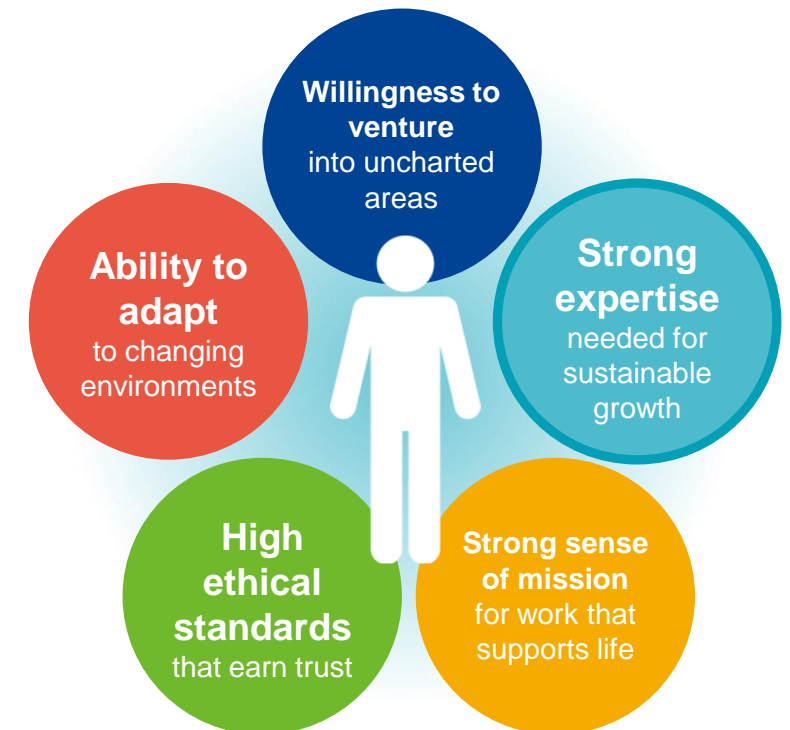 Willingness to
venture
into uncharted
areas
Strong
expertise
needed for
sustainable
growth
Strong sense
of mission
for work that
supports life
High
ethical
standards
that earn trust
Ability to
adapt
to changing
environments